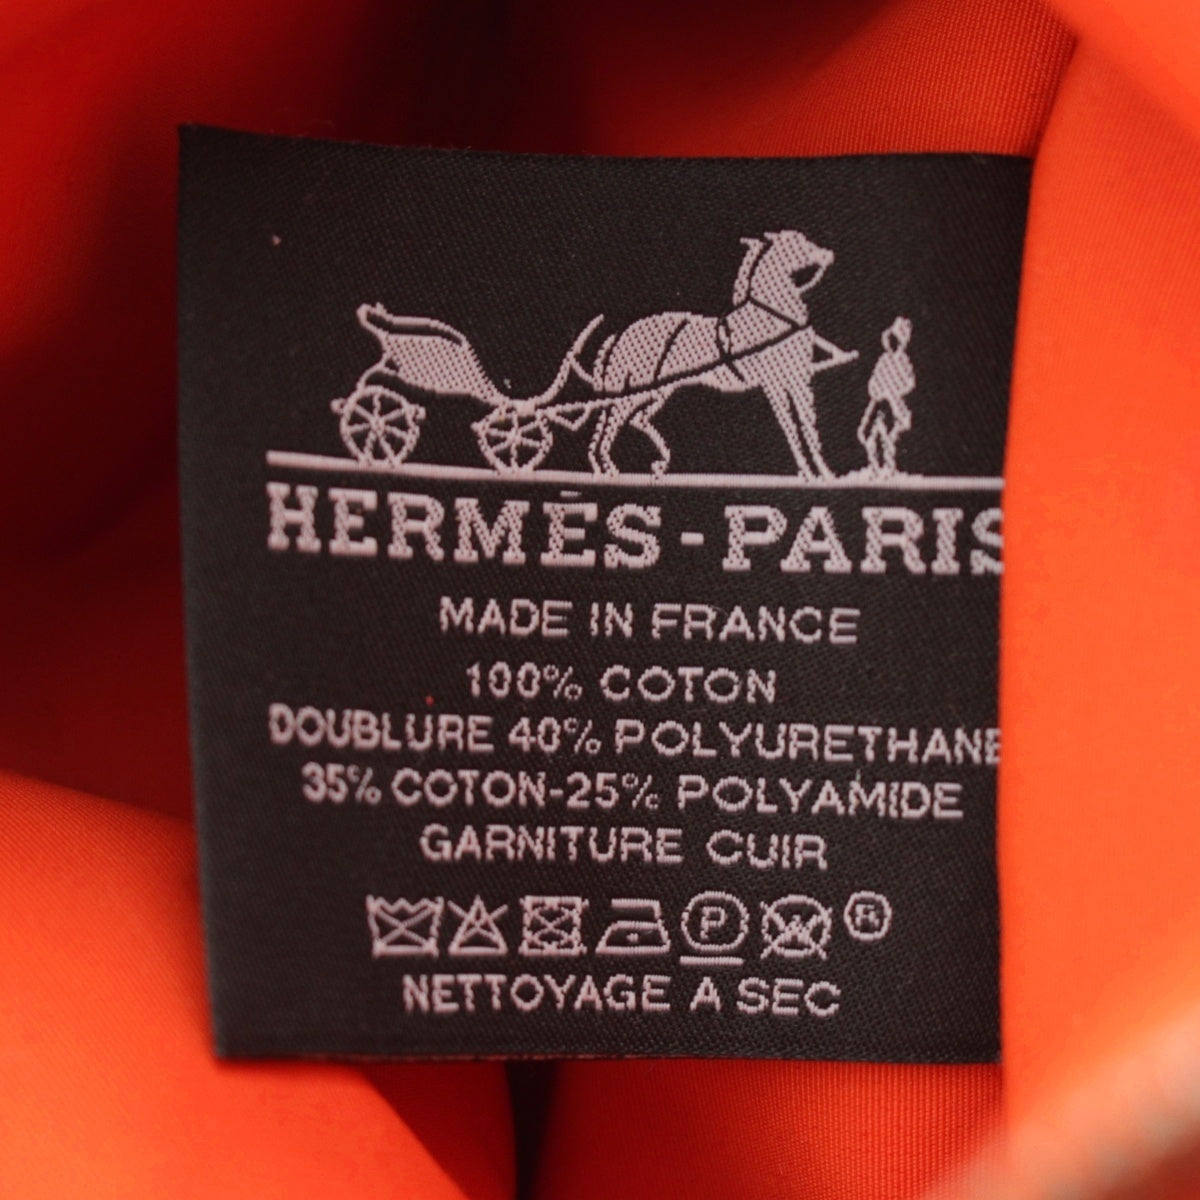 HERMÈS-PARIS
MADE IN FRANCE
100% COTON
DOUBLURE 40% POLYURETHANE
35% COTON-25% POLYAMIDE
GARNITURE CUIR
P W ®
NETTOYAGE A SEC